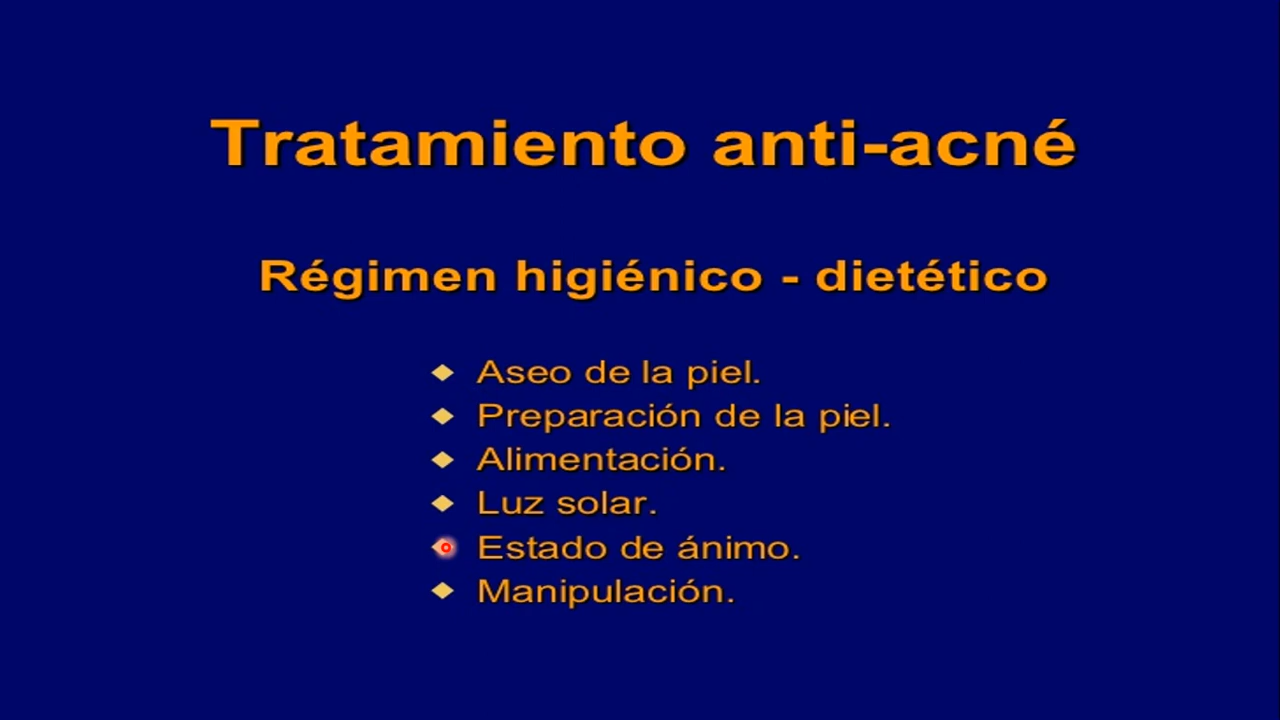 Tratamiento anti-acné
Régimen higiénico - dietético
Aseo de la piel.
Preparación de la piel.
Alimentación.
Luz solar.
Estado de ánimo.
Manipulación.